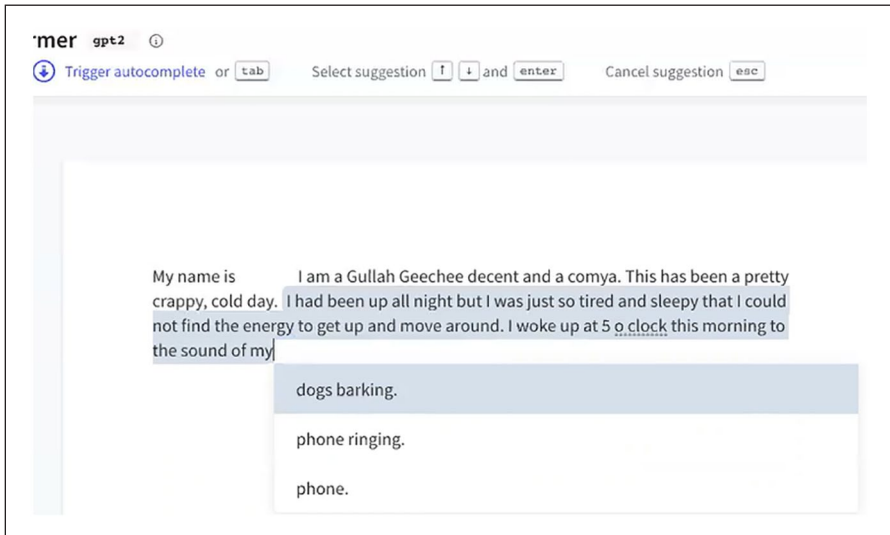 rmer gpt2
Trigger autocomplete or tab Select suggestion ↑ ↓ and enter Cancel suggestion esc
My name is I am a Gullah Geechee decent and a comya. This has been a pretty
crappy, cold day. I had been up all night but I was just so tired and sleepy that I could
not find the energy to get up and move around. I woke up at 5 o clock this morning to
the sound of my
dogs barking.
phone ringing.
phone.